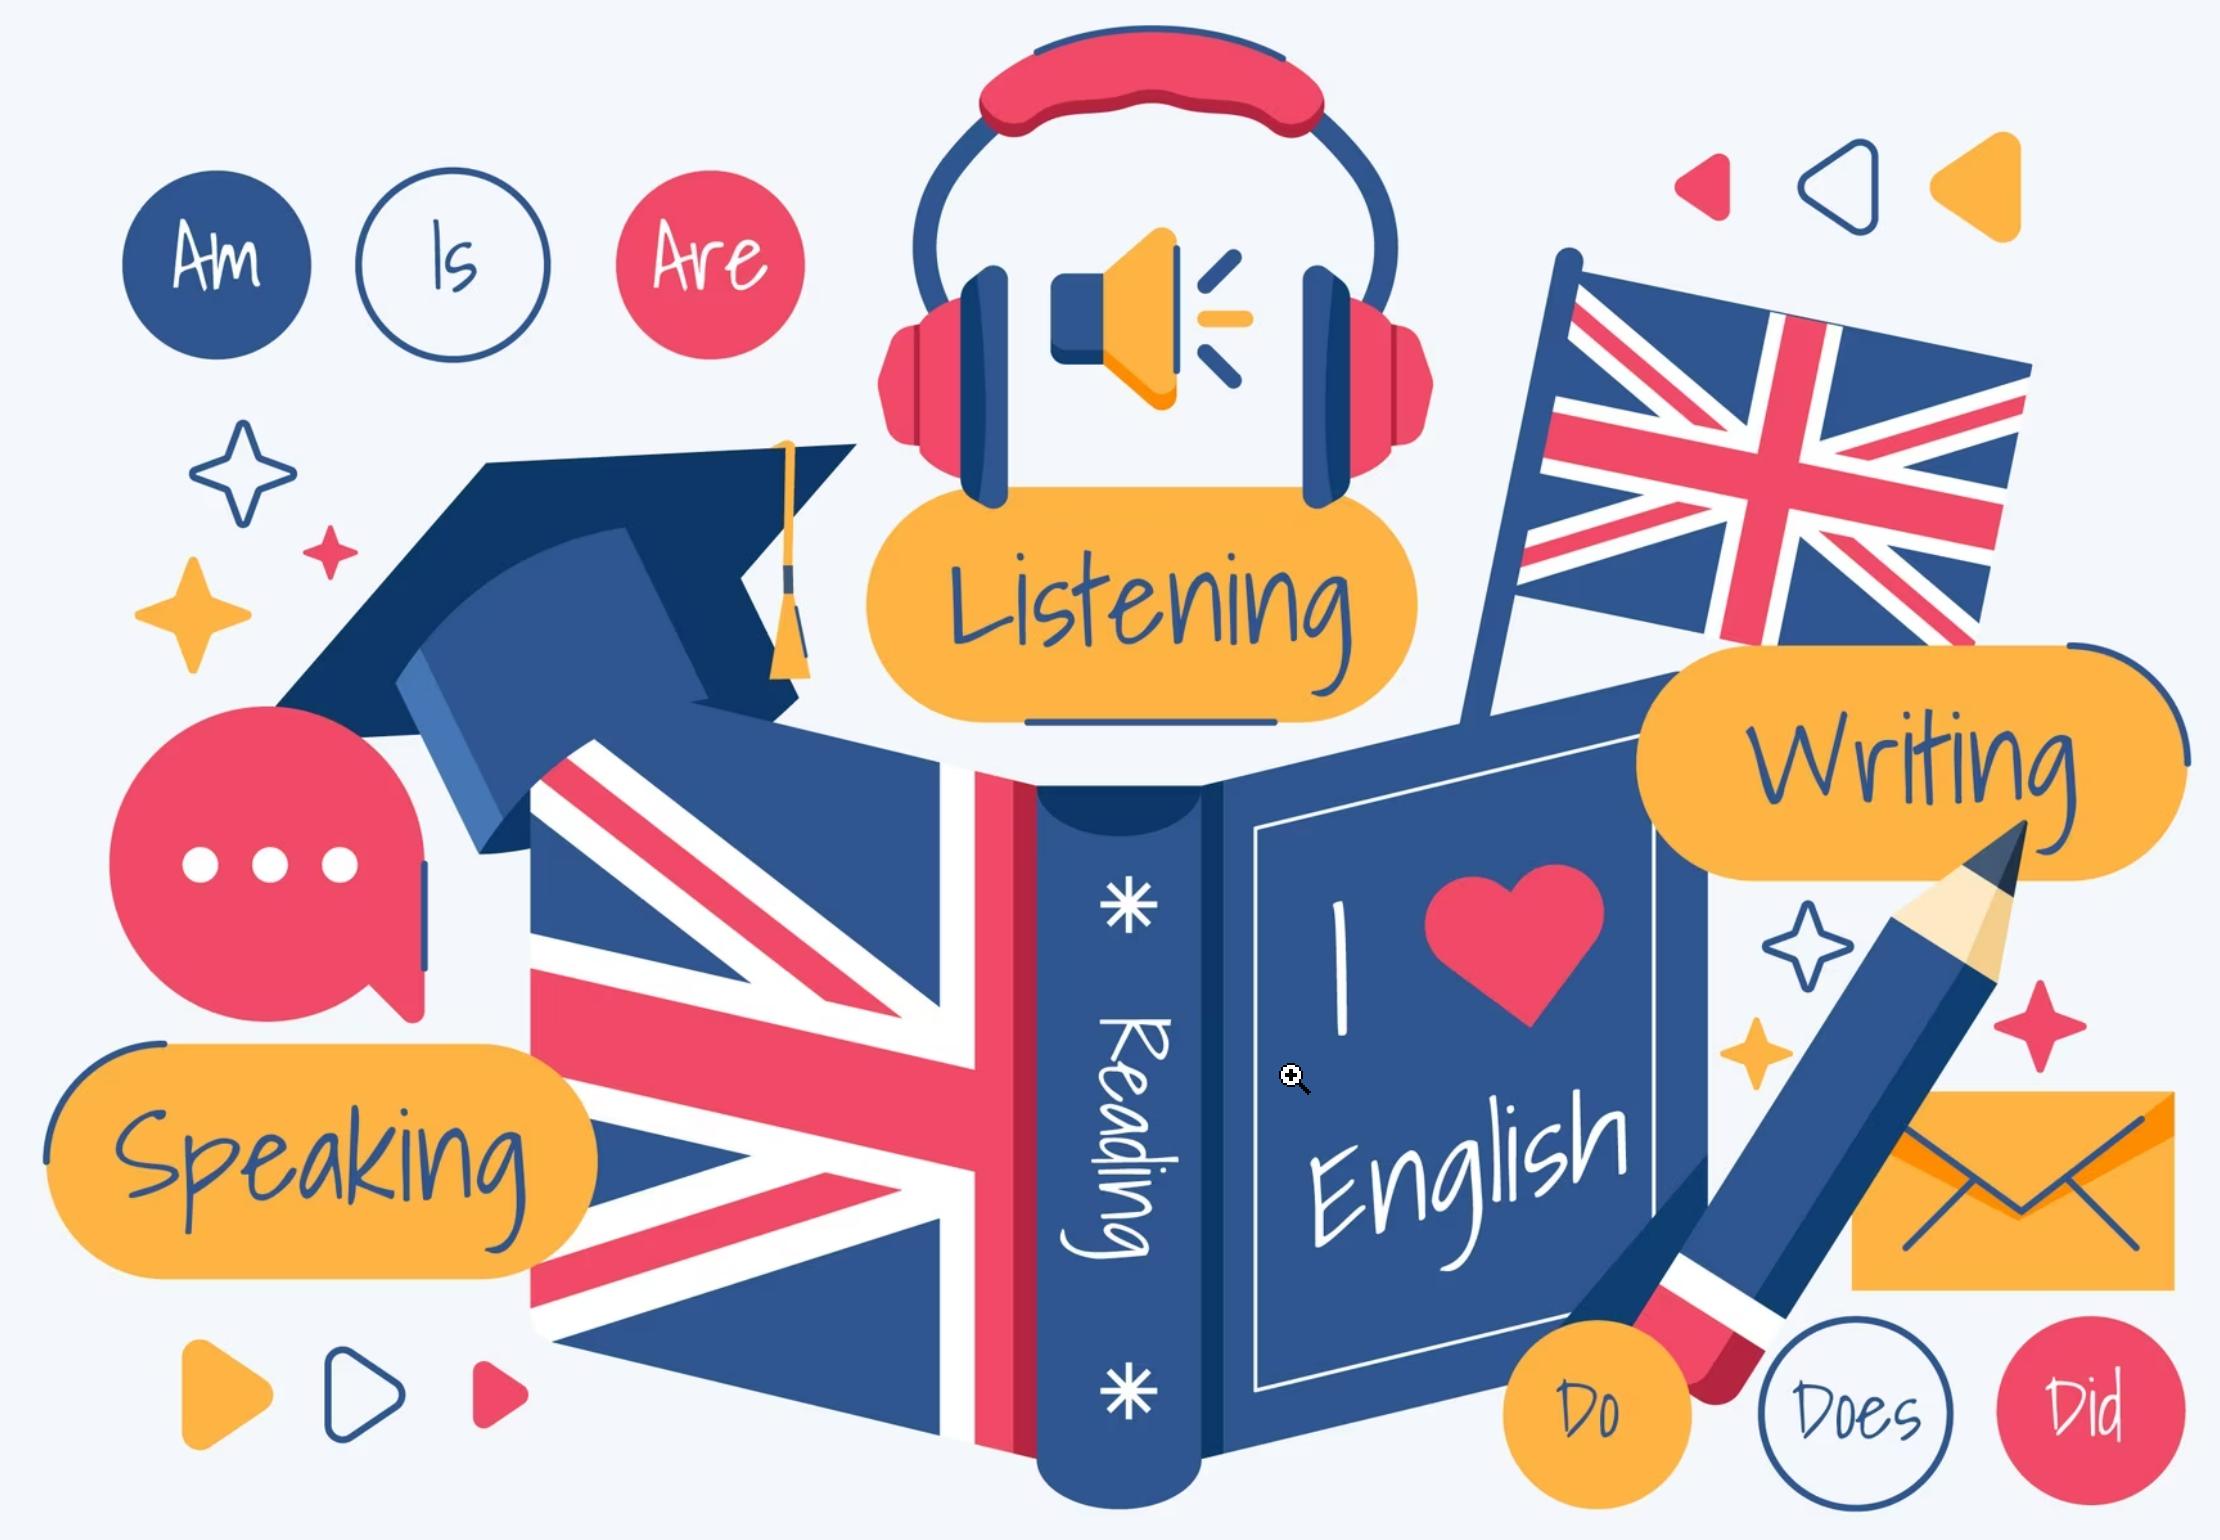 Am
Is
Are
Listening
Writing
Speaking
Reading
I
English
Do
Does
Did